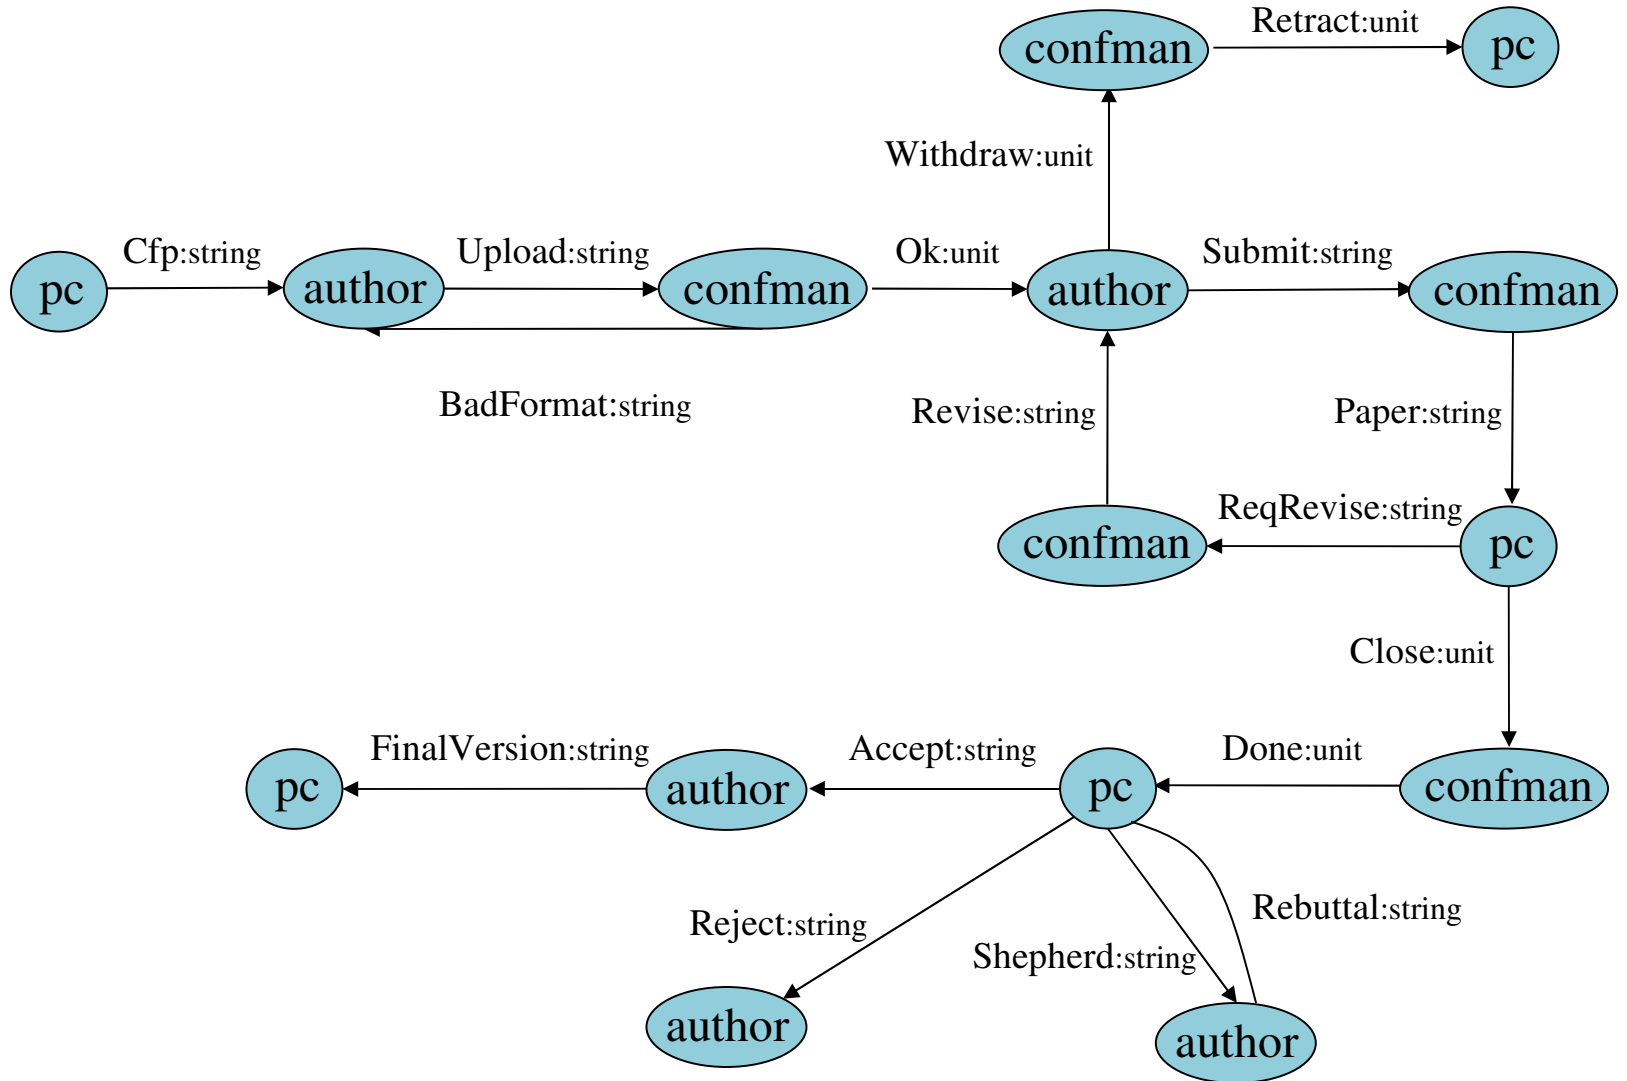 Retract:unit
confman
pc
Withdraw:unit
Cfp:string
Upload:string
Ok:unit
Submit:string
pc
author
confman
author
confman
BadFormat:string
Revise:string
Paper:string
ReqRevise:string
confman
pc
Close:unit
FinalVersion:string
Accept:string
Done:unit
pc
author
pc
confman
Reject:string
Rebuttal:string
Shepherd:string
author
author